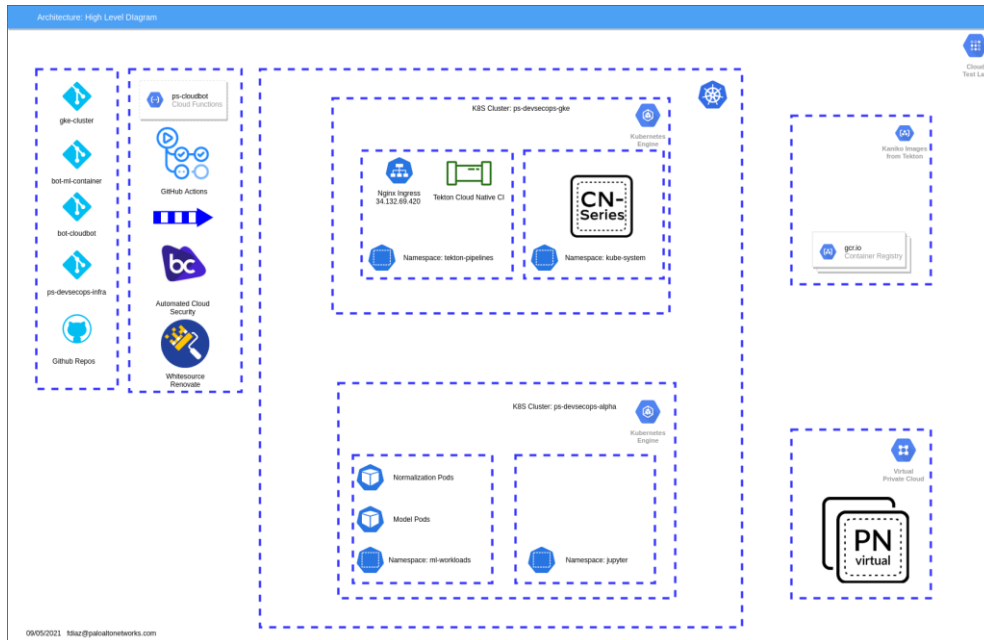 Architecture: High Level DIagram
Cloud
Test La
gke-cluster
bot-ml-container
bot-cloudbot
ps-devsecops-infra
Github Repos
ps-cloudbot
Cloud Functions
GitHub Actions
bc
Automated Cloud
Security
Whitesource
Renovate
K8S Cluster: ps-devsecops-gke
Kubernetes
Engine
Nginx Ingress
34.132.69.420
Tekton Cloud Native CI
Namespace: tekton-pipelines
CN-
Series
Namespace: kube-system
K8S Cluster: ps-devsecops-alpha
Kubernetes
Engine
Normalization Pods
Model Pods
Namespace: ml-workloads
Namespace: jupyter
Kaniko Images
from Tekton
gcr.io
Container Registry
Virtual
Private Cloud
PN
virtual
09/05/2021 fdiaz@paloaltonetworks.com